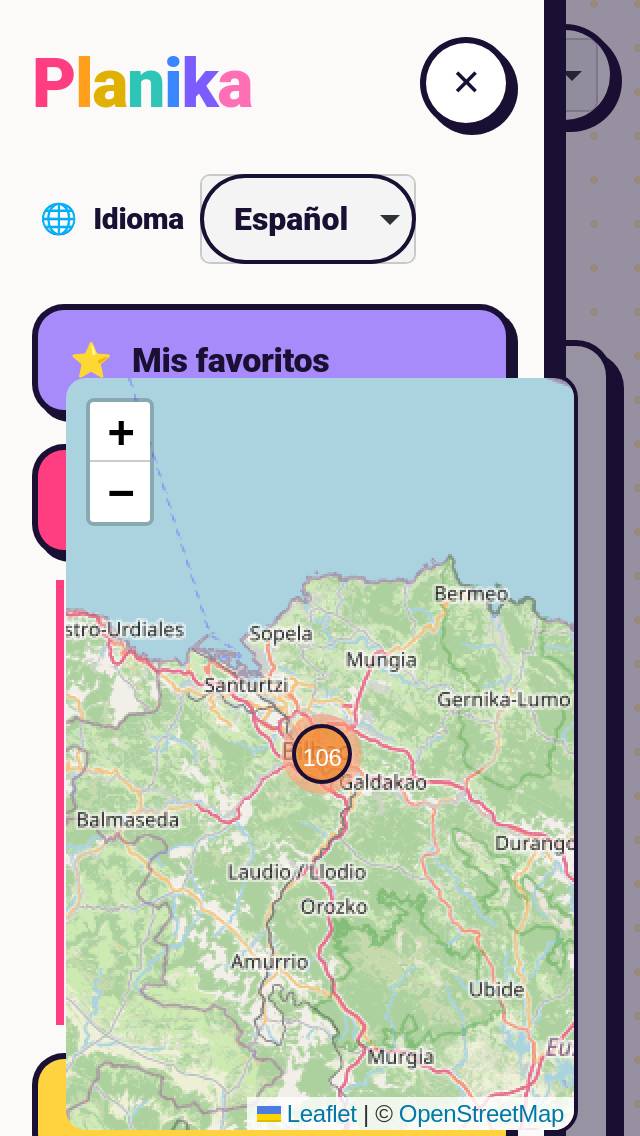 Planika
×
Idioma
Español
Mis favoritos
+
−
Bermeo
stro-Urdiales
Sopela
Mungia
Santurtzi
Gernika-Lumo
106
Galdakao
Balmaseda
Durango
Laudio / Llodio
Orozko
Amurrio
Ubide
Murgia
Eu
Leaflet | © OpenStreetMap